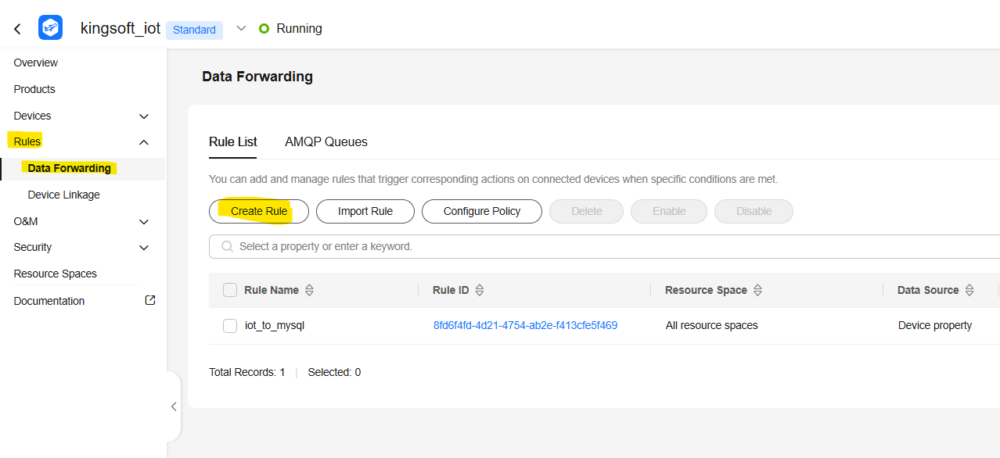 kingsoft_iot Standard Running
Overview
Products
Devices
Rules
Data Forwarding
Device Linkage
O&M
Security
Resource Spaces
Documentation
Data Forwarding
Rule List AMQP Queues
You can add and manage rules that trigger corresponding actions on connected devices when specific conditions are met.
Create Rule Import Rule Configure Policy Delete Enable Disable
Select a property or enter a keyword.
Rule Name Rule ID Resource Space Data Source
iot_to_mysql 8fd6f4fd-4d21-4754-ab2e-f413cfe5f469 All resource spaces Device property
Total Records: 1 Selected: 0